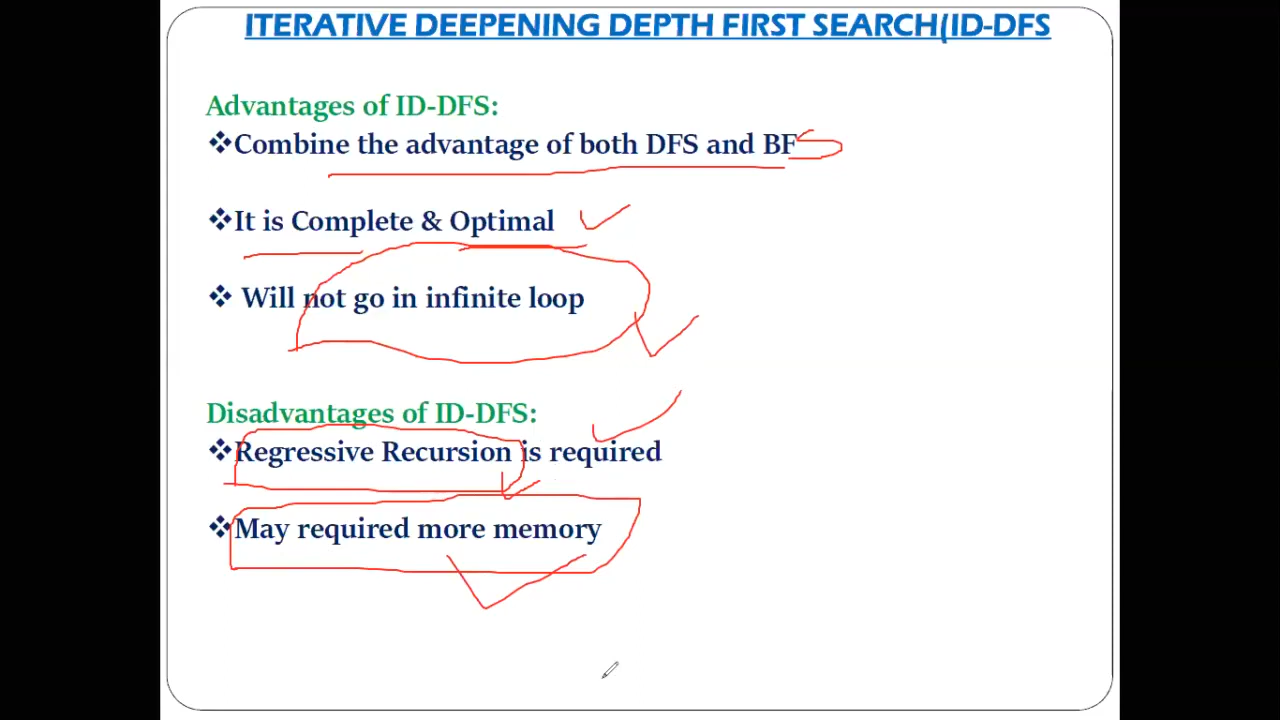 ITERATIVE DEEPENING DEPTH FIRST SEARCH(ID-DFS
Advantages of ID-DFS:
❖Combine the advantage of both DFS and BFS
❖It is Complete & Optimal
❖ Will not go in infinite loop
Disadvantages of ID-DFS:
❖Regressive Recursion is required
❖May required more memory